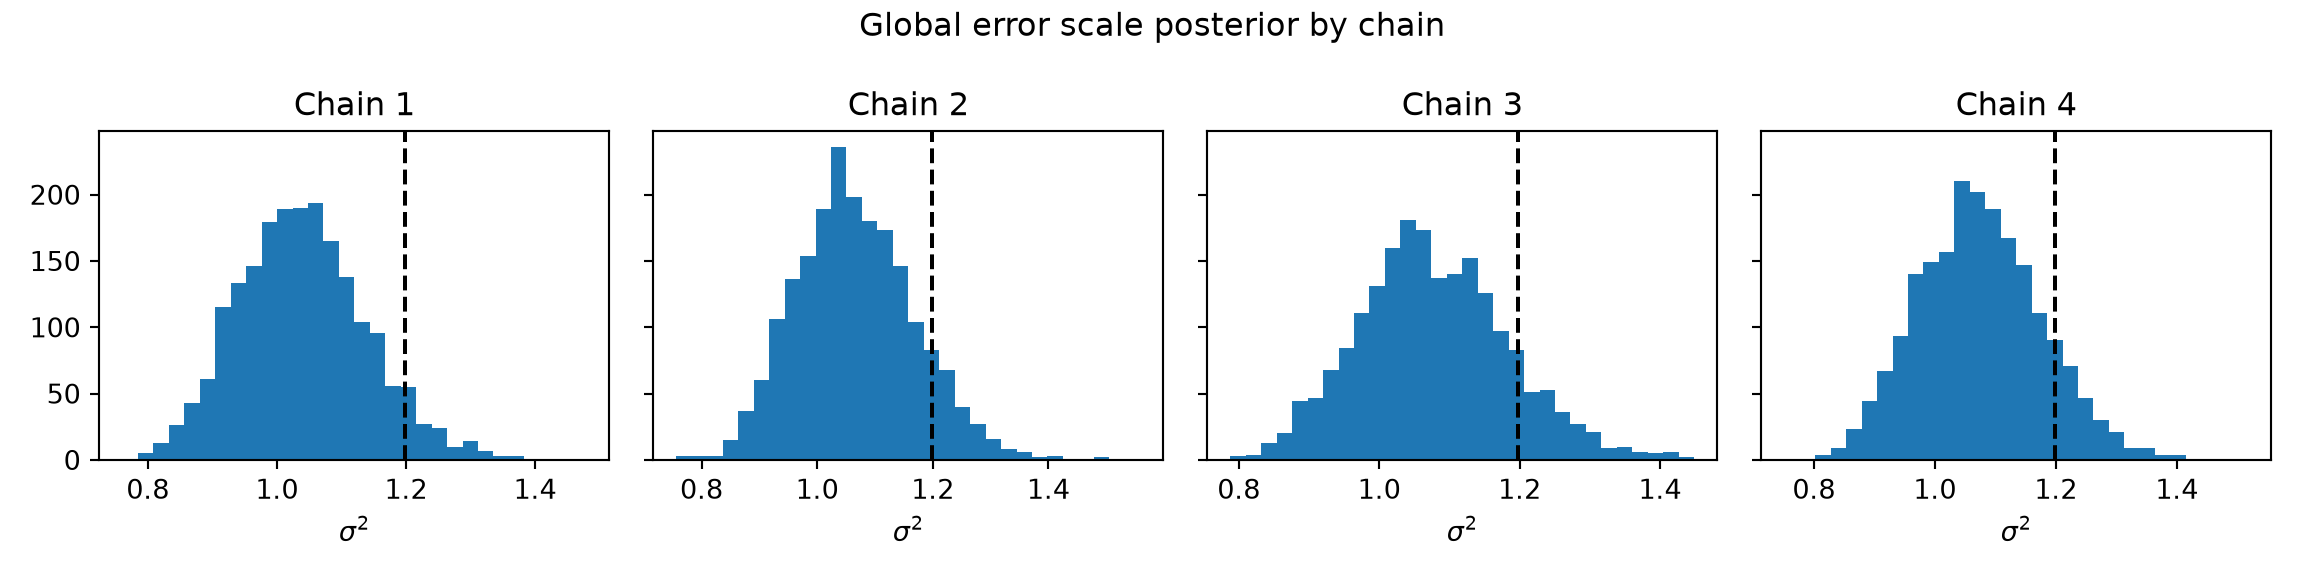 Global error scale posterior by chain
Chain 1
Chain 2
Chain 3
Chain 4
200
150
100
50
0
0.8 1.0 1.2 1.4
0.8 1.0 1.2 1.4
0.8 1.0 1.2 1.4
0.8 1.0 1.2 1.4
σ²
σ²
σ²
σ²